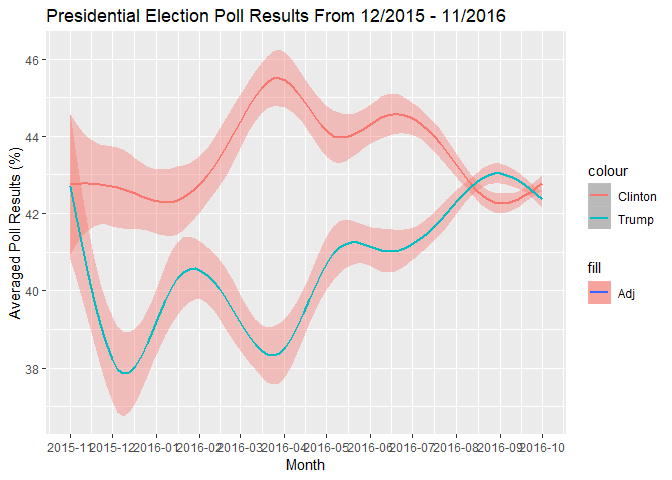 Presidential Election Poll Results From 12/2015 - 11/2016
Averaged Poll Results (%)
46
44
42
40
38
2015-11 2015-12 2016-01 2016-02 2016-03 2016-04 2016-05 2016-06 2016-07 2016-08 2016-09 2016-10
Month
colour
Clinton
Trump
fill
Adj